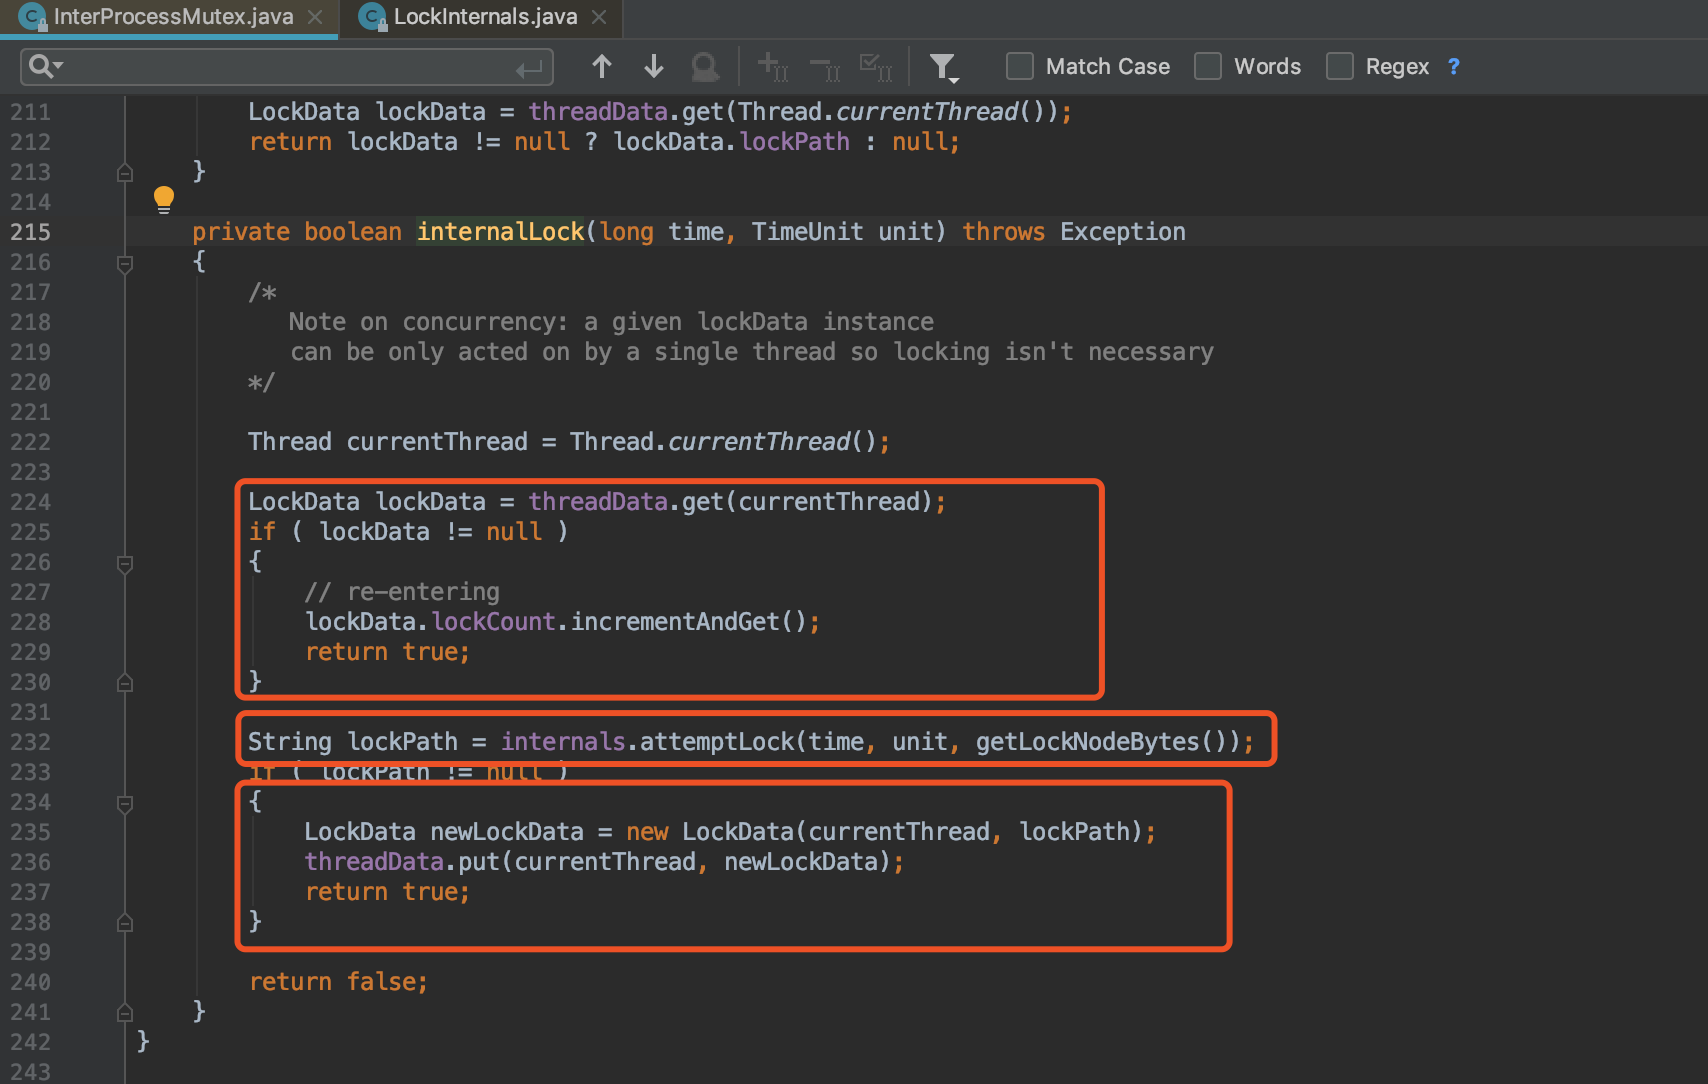 InterProcessMutex.java LockInternals.java
Match Case Words Regex ?
211 LockData lockData = threadData.get(Thread.currentThread());
212 return lockData != null ? lockData.lockPath : null;
213 }
214
215 private boolean internalLock(long time, TimeUnit unit) throws Exception
216 {
217 /*
218 Note on concurrency: a given lockData instance
219 can be only acted on by a single thread so locking isn't necessary
220 */
221
222 Thread currentThread = Thread.currentThread();
223
224 LockData lockData = threadData.get(currentThread);
225 if ( lockData != null )
226 {
227 // re-entering
228 lockData.lockCount.incrementAndGet();
229 return true;
230 }
231
232 String lockPath = internals.attemptLock(time, unit, getLockNodeBytes());
233 if ( lockPath != null )
234 {
235 LockData newLockData = new LockData(currentThread, lockPath);
236 threadData.put(currentThread, newLockData);
237 return true;
238 }
239
240 return false;
241 }
242 }
243